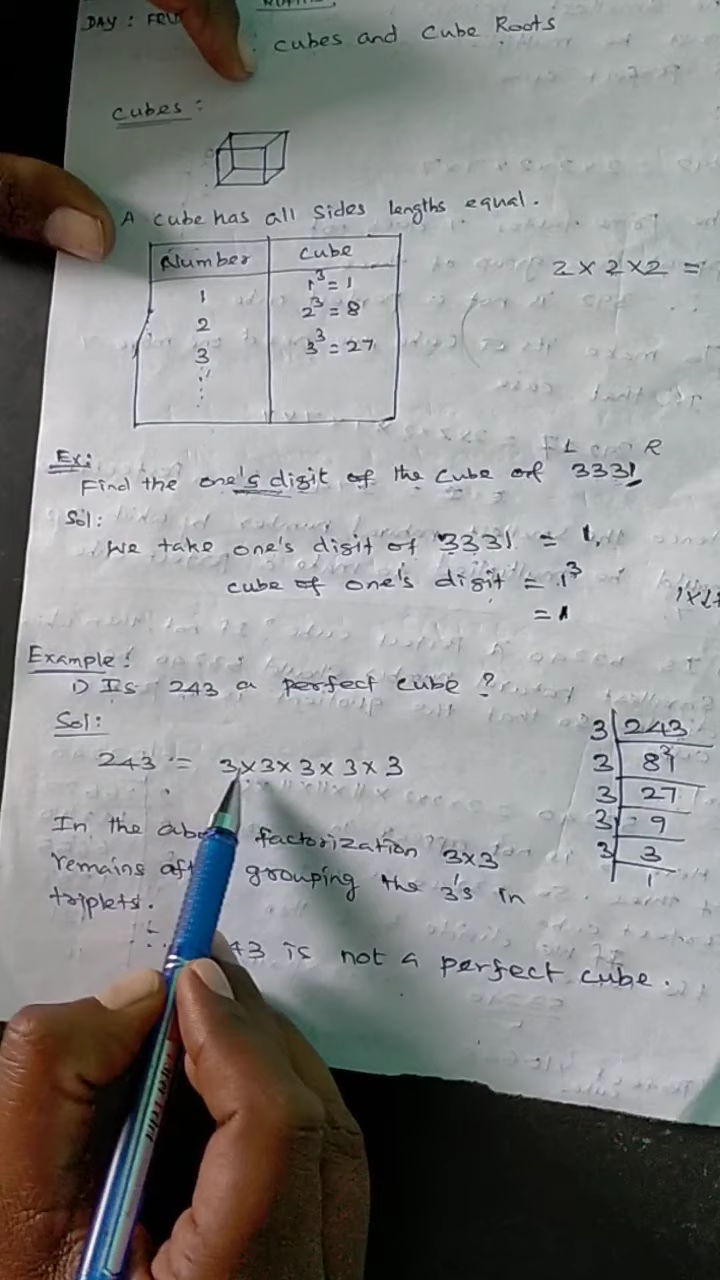 DAY :
Cubes and Cube Roots
Cubes :
A cube has all sides lengths equal.
Number Cube
1 1³ = 1
2 2³ = 8
3 3³ = 27
2 × 2 × 2 =
L R
Ex:
Find the one's digit of the cube of 3331
Sol:
We take one's digit of 3331 = 1.
cube of one's digit = 1³
= 1
Example :
1) Is 243 a perfect cube ?
Sol:
243 = 3 × 3 × 3 × 3 × 3
3 243
3 81
3 27
3 9
3 3
1
In the factorization 3×3
remains grouping the 3's in
triplets.
43 is not a perfect cube.